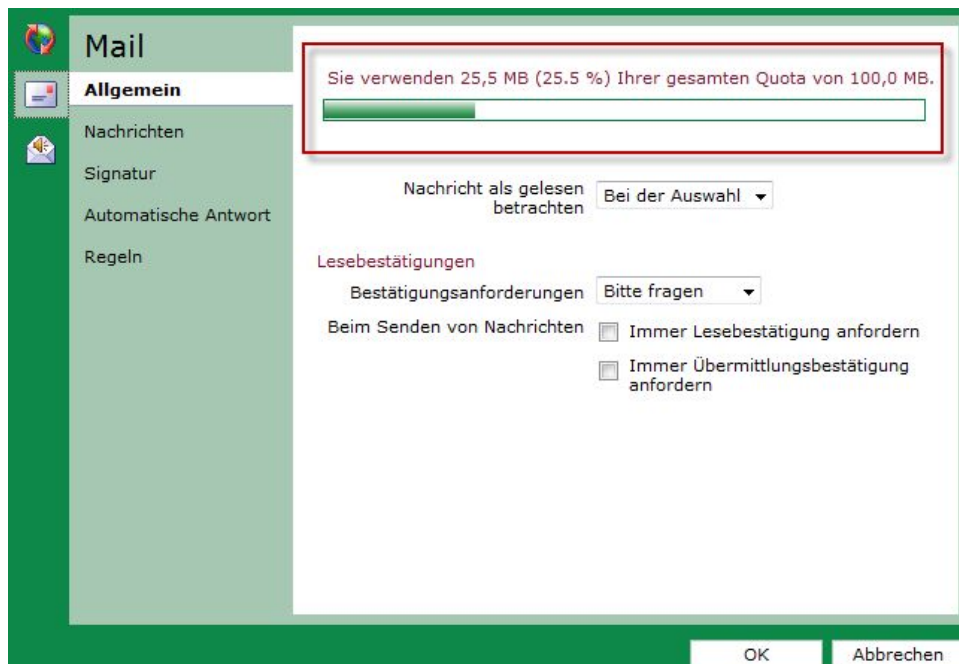 Mail
Allgemein
Nachrichten
Signatur
Automatische Antwort
Regeln
Sie verwenden 25,5 MB (25.5 %) Ihrer gesamten Quota von 100,0 MB.
Nachricht als gelesen
betrachten
Bei der Auswahl
Lesebestätigungen
Bestätigungsanforderungen
Bitte fragen
Beim Senden von Nachrichten
Immer Lesebestätigung anfordern
Immer Übermittlungsbestätigung
anfordern
OK
Abbrechen